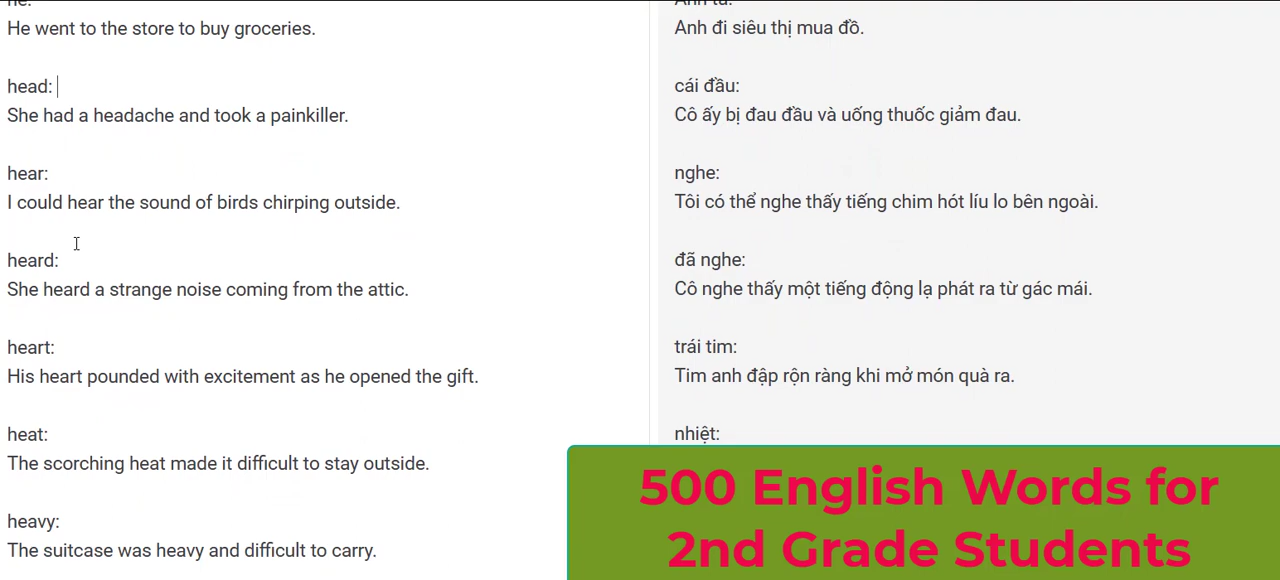 he:
He went to the store to buy groceries.
head:
She had a headache and took a painkiller.
hear:
I could hear the sound of birds chirping outside.
heard:
She heard a strange noise coming from the attic.
heart:
His heart pounded with excitement as he opened the gift.
heat:
The scorching heat made it difficult to stay outside.
heavy:
The suitcase was heavy and difficult to carry.
Anh đi siêu thị mua đồ.
cái đầu:
Cô ấy bị đau đầu và uống thuốc giảm đau.
nghe:
Tôi có thể nghe thấy tiếng chim hót líu lo bên ngoài.
đã nghe:
Cô nghe thấy một tiếng động lạ phát ra từ gác mái.
trái tim:
Tim anh đập rộn ràng khi mở món quà ra.
nhiệt:
500 English Words for
2nd Grade Students